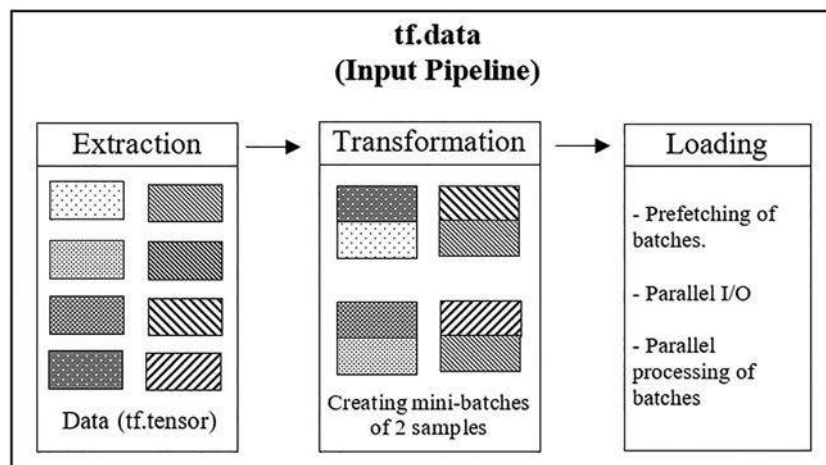 tf.data
(Input Pipeline)
Extraction
Data (tf.tensor)
Transformation
Creating mini-batches
of 2 samples
Loading
- Prefetching of
batches.
- Parallel I/O
- Parallel
processing of
batches